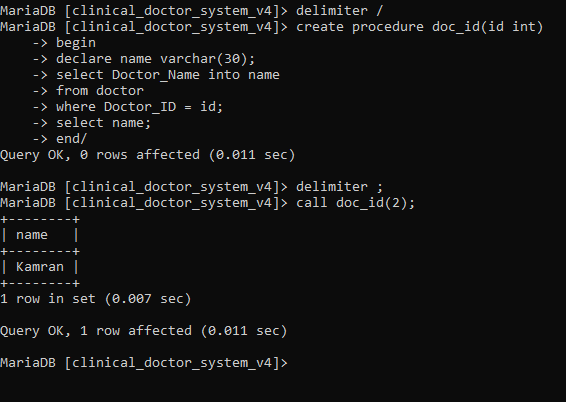 MariaDB [clinical_doctor_system_v4]> delimiter /
MariaDB [clinical_doctor_system_v4]> create procedure doc_id(id int)
    -> begin
    -> declare name varchar(30);
    -> select Doctor_Name into name
    -> from doctor
    -> where Doctor_ID = id;
    -> select name;
    -> end/
Query OK, 0 rows affected (0.011 sec)

MariaDB [clinical_doctor_system_v4]> delimiter ;
MariaDB [clinical_doctor_system_v4]> call doc_id(2);
+--------+
| name   |
+--------+
| Kamran |
+--------+
1 row in set (0.007 sec)

Query OK, 1 row affected (0.011 sec)

MariaDB [clinical_doctor_system_v4]>